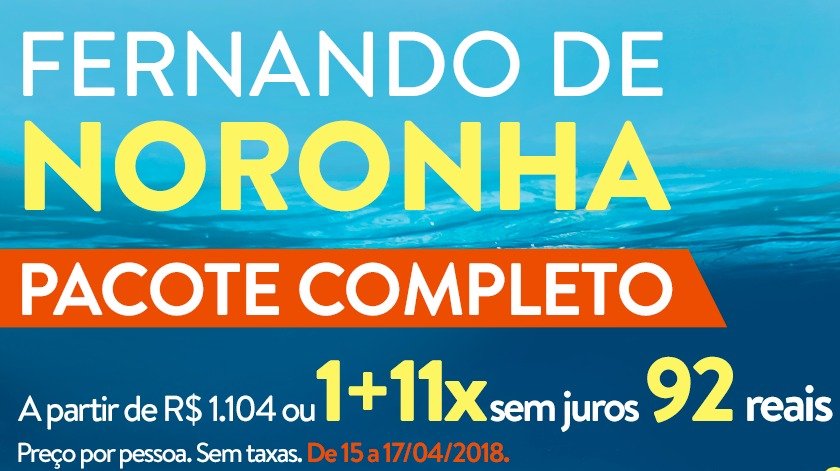 FERNANDO DE
NORONHA
PACOTE COMPLETO
A partir de R$ 1.104 ou 1+11x sem juros 92 reais
Preço por pessoa. Sem taxas. De 15 a 17/04/2018.